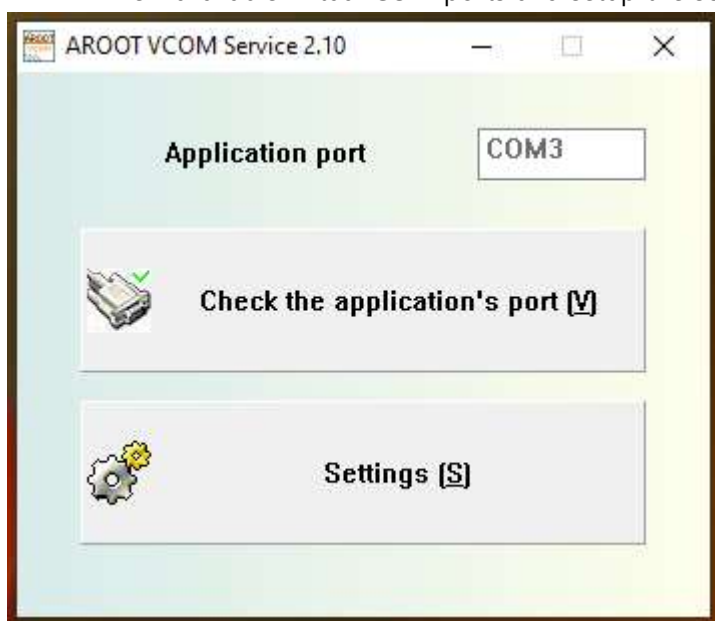 AROOT VCOM Service 2.10
Application port
COM3
Check the application's port (V)
Settings (S)